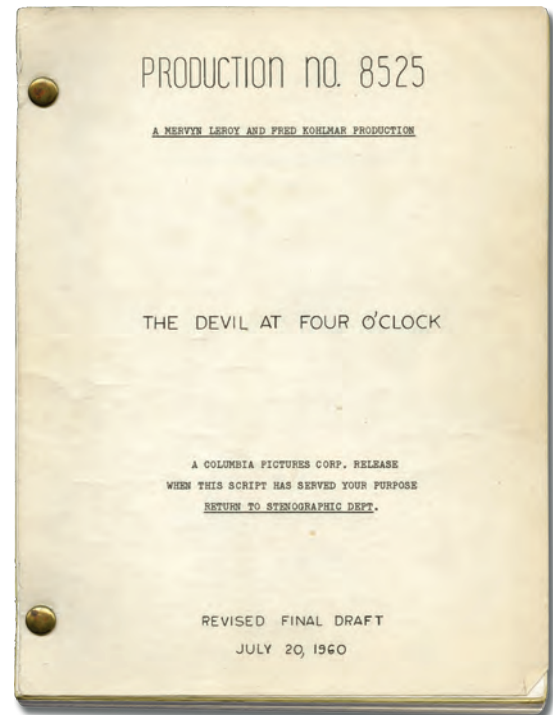 PRODUCTION NO. 8525
A MERVYN LEROY AND FRED KOHLMAR PRODUCTION
THE DEVIL AT FOUR O'CLOCK
A COLUMBIA PICTURES CORP. RELEASE
WHEN THIS SCRIPT HAS SERVED YOUR PURPOSE
RETURN TO STENOGRAPHIC DEPT.
REVISED FINAL DRAFT
JULY 20, 1960